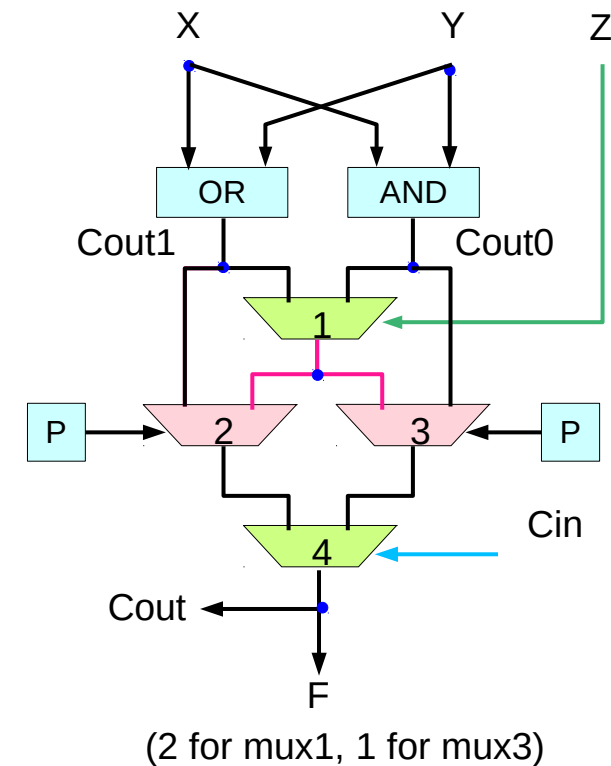 X Y Z
OR AND
Cout1 Cout0
1
P 2 3 P
Cin
4
Cout
F
(2 for mux1, 1 for mux3)